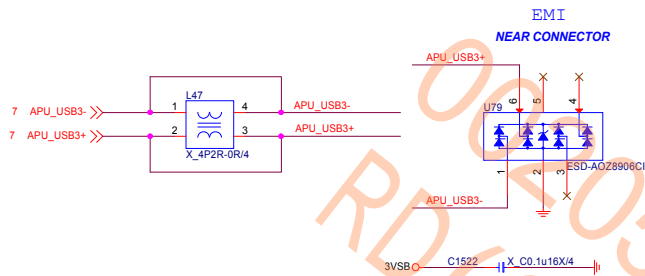 EMI
NEAR CONNECTOR
APU_USB3+
L47
U79
6
5
4
7 APU_USB3-
1
4
APU_USB3-
7 APU_USB3+
2
3
APU_USB3+
X_4P2R-0R/4
ESD-AOZ8906CI
1
2
3
APU_USB3-
3VSB
C1522
X_C0.1u16X/4